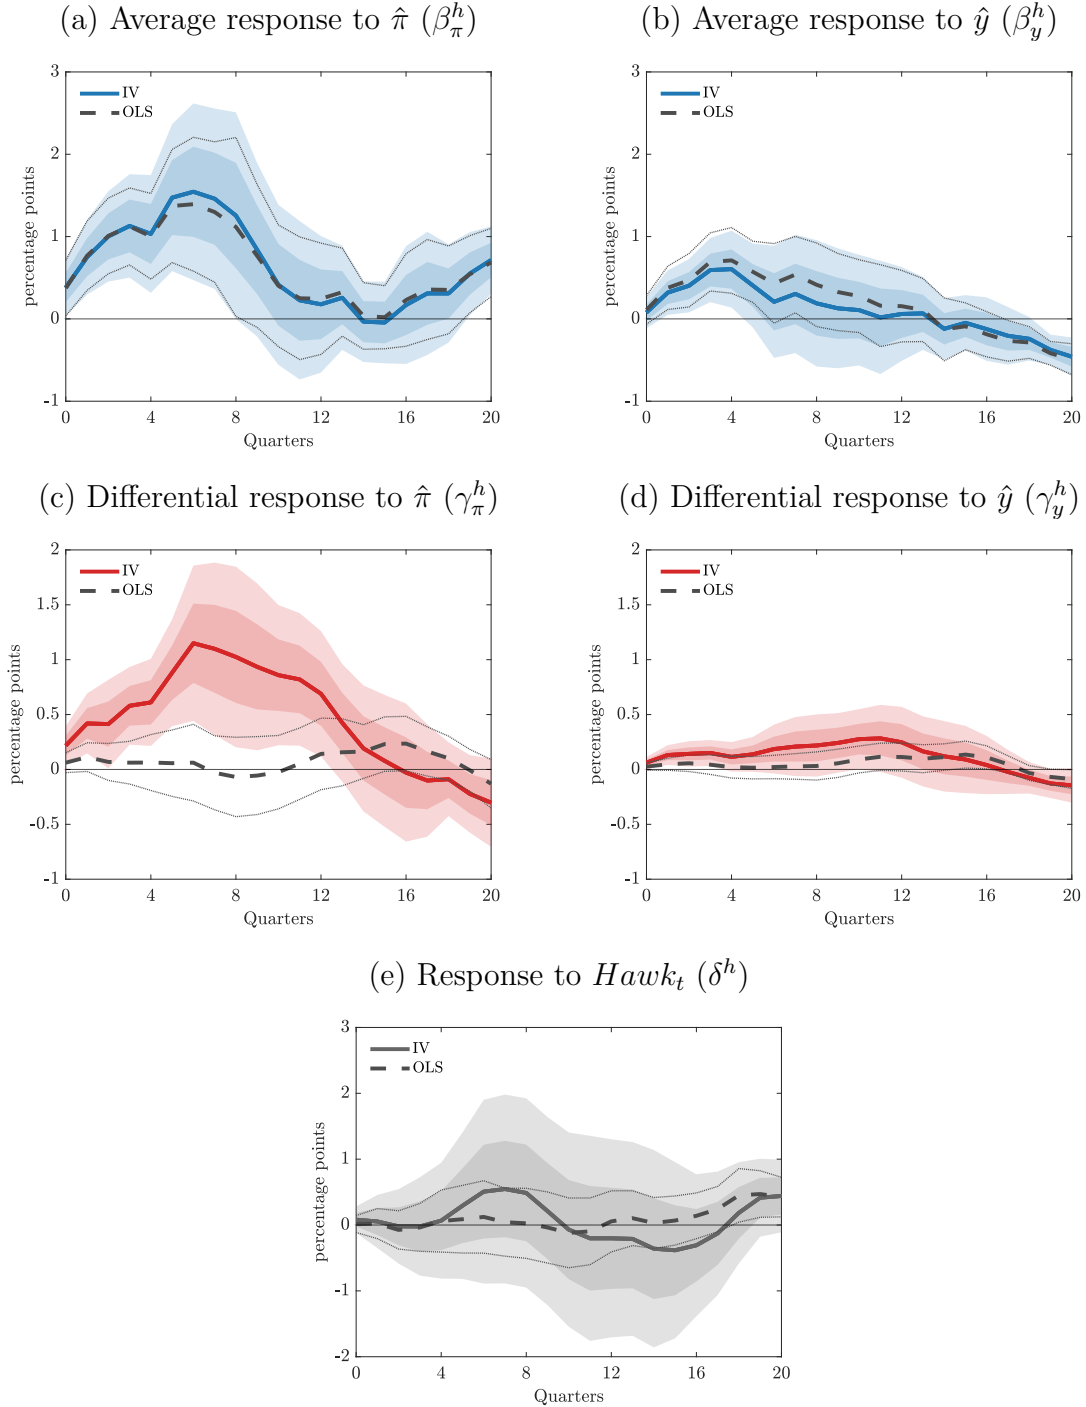 (a) Average response to π̂ (β_π^h)
3
2
1
0
-1
percentage points
IV
OLS
0 4 8 12 16 20
Quarters
(b) Average response to ŷ (β_y^h)
3
2
1
0
-1
percentage points
IV
OLS
0 4 8 12 16 20
Quarters
(c) Differential response to π̂ (γ_π^h)
2
1.5
1
0.5
0
-0.5
-1
percentage points
IV
OLS
0 4 8 12 16 20
Quarters
(d) Differential response to ŷ (γ_y^h)
2
1.5
1
0.5
0
-0.5
-1
percentage points
IV
OLS
0 4 8 12 16 20
Quarters
(e) Response to Hawk_t (δ^h)
3
2
1
0
-1
-2
percentage points
IV
OLS
0 4 8 12 16 20
Quarters